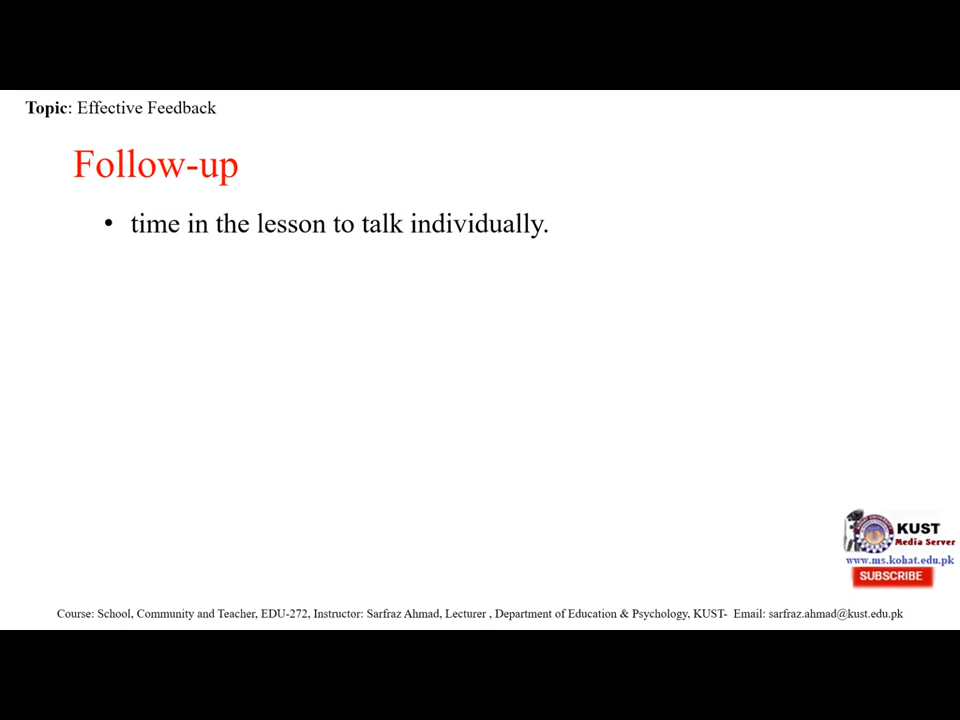 Topic: Effective Feedback
Follow-up
• time in the lesson to talk individually.
KUST
Media Server
www.ms.kohat.edu.pk
SUBSCRIBE
Course: School, Community and Teacher, EDU-272, Instructor: Sarfraz Ahmad, Lecturer , Department of Education & Psychology, KUST- Email: sarfraz.ahmad@kust.edu.pk